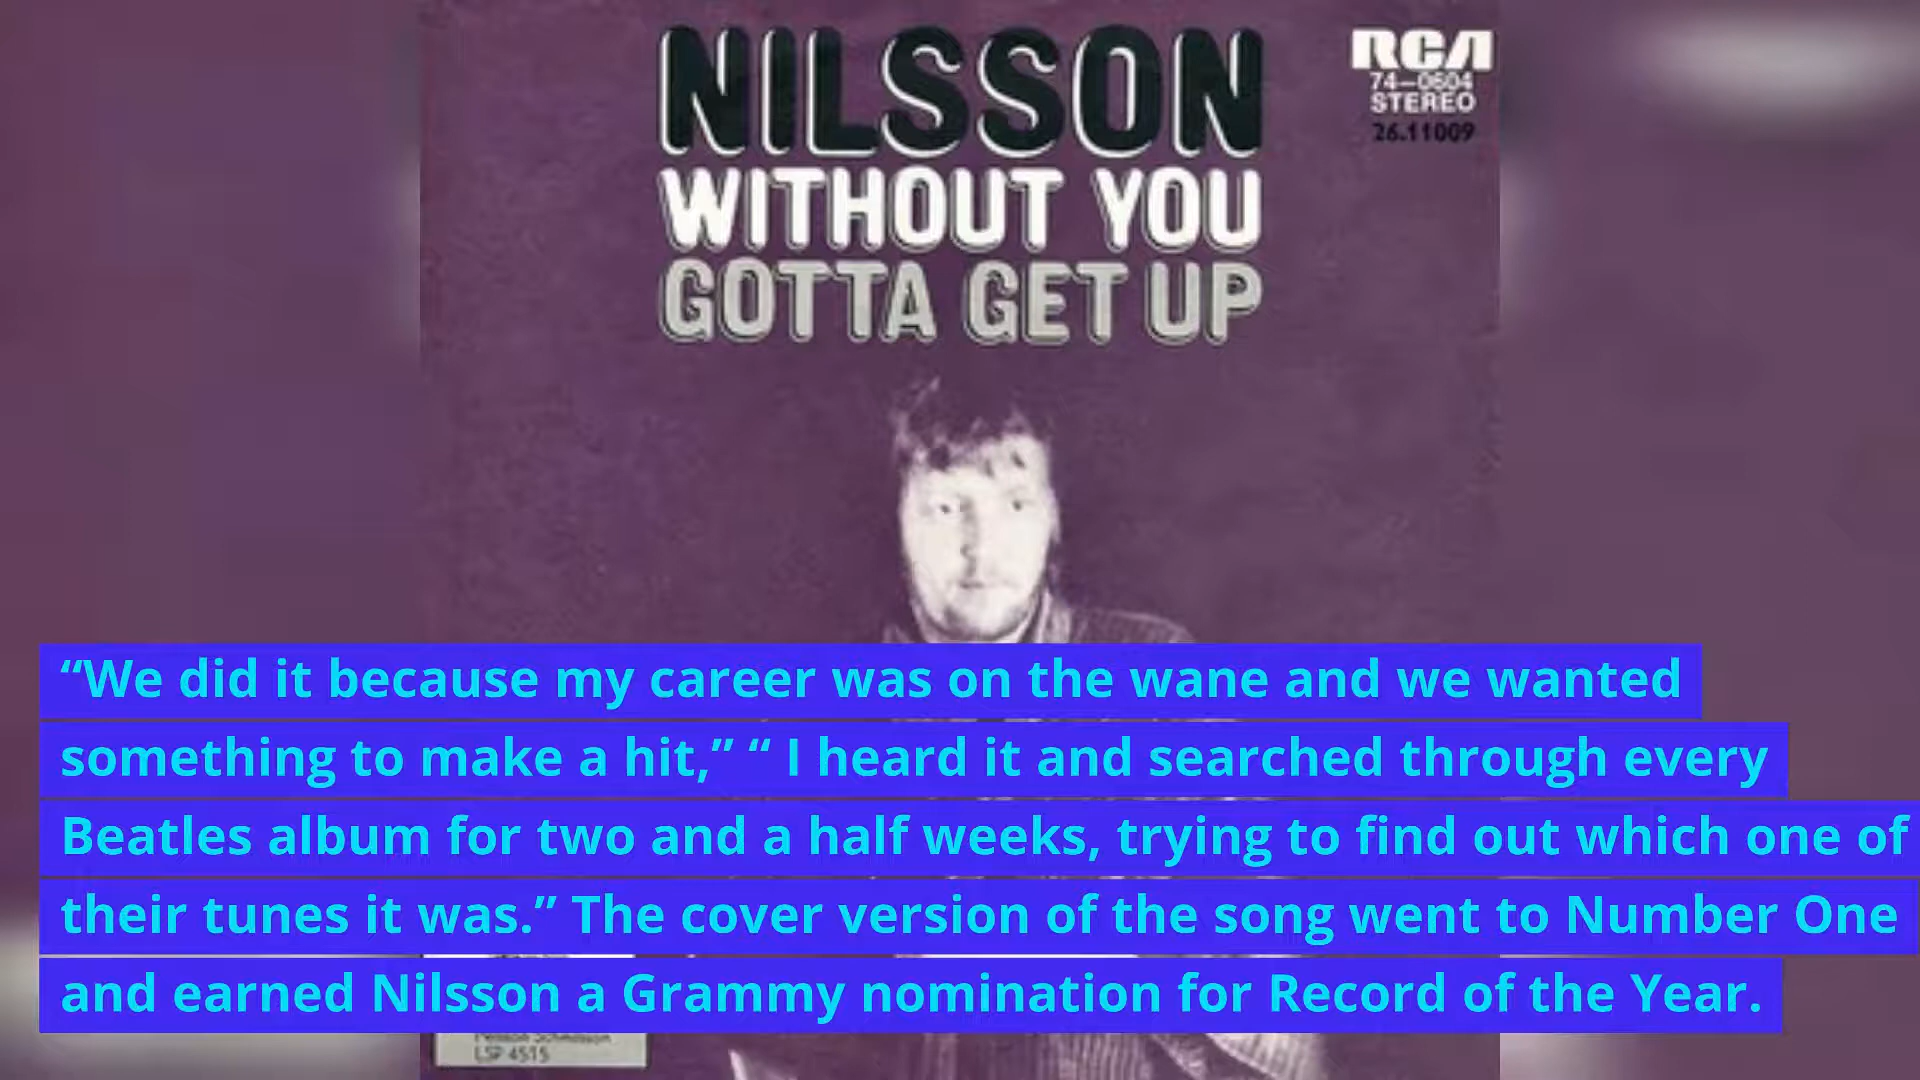 NILSSON
WITHOUT YOU
GOTTA GET UP
RCA
74-0604
STEREO
26.11009
“We did it because my career was on the wane and we wanted
something to make a hit,” “ I heard it and searched through every
Beatles album for two and a half weeks, trying to find out which one of
their tunes it was.” The cover version of the song went to Number One
and earned Nilsson a Grammy nomination for Record of the Year.
Nilsson Schmilsson
LSP 4515